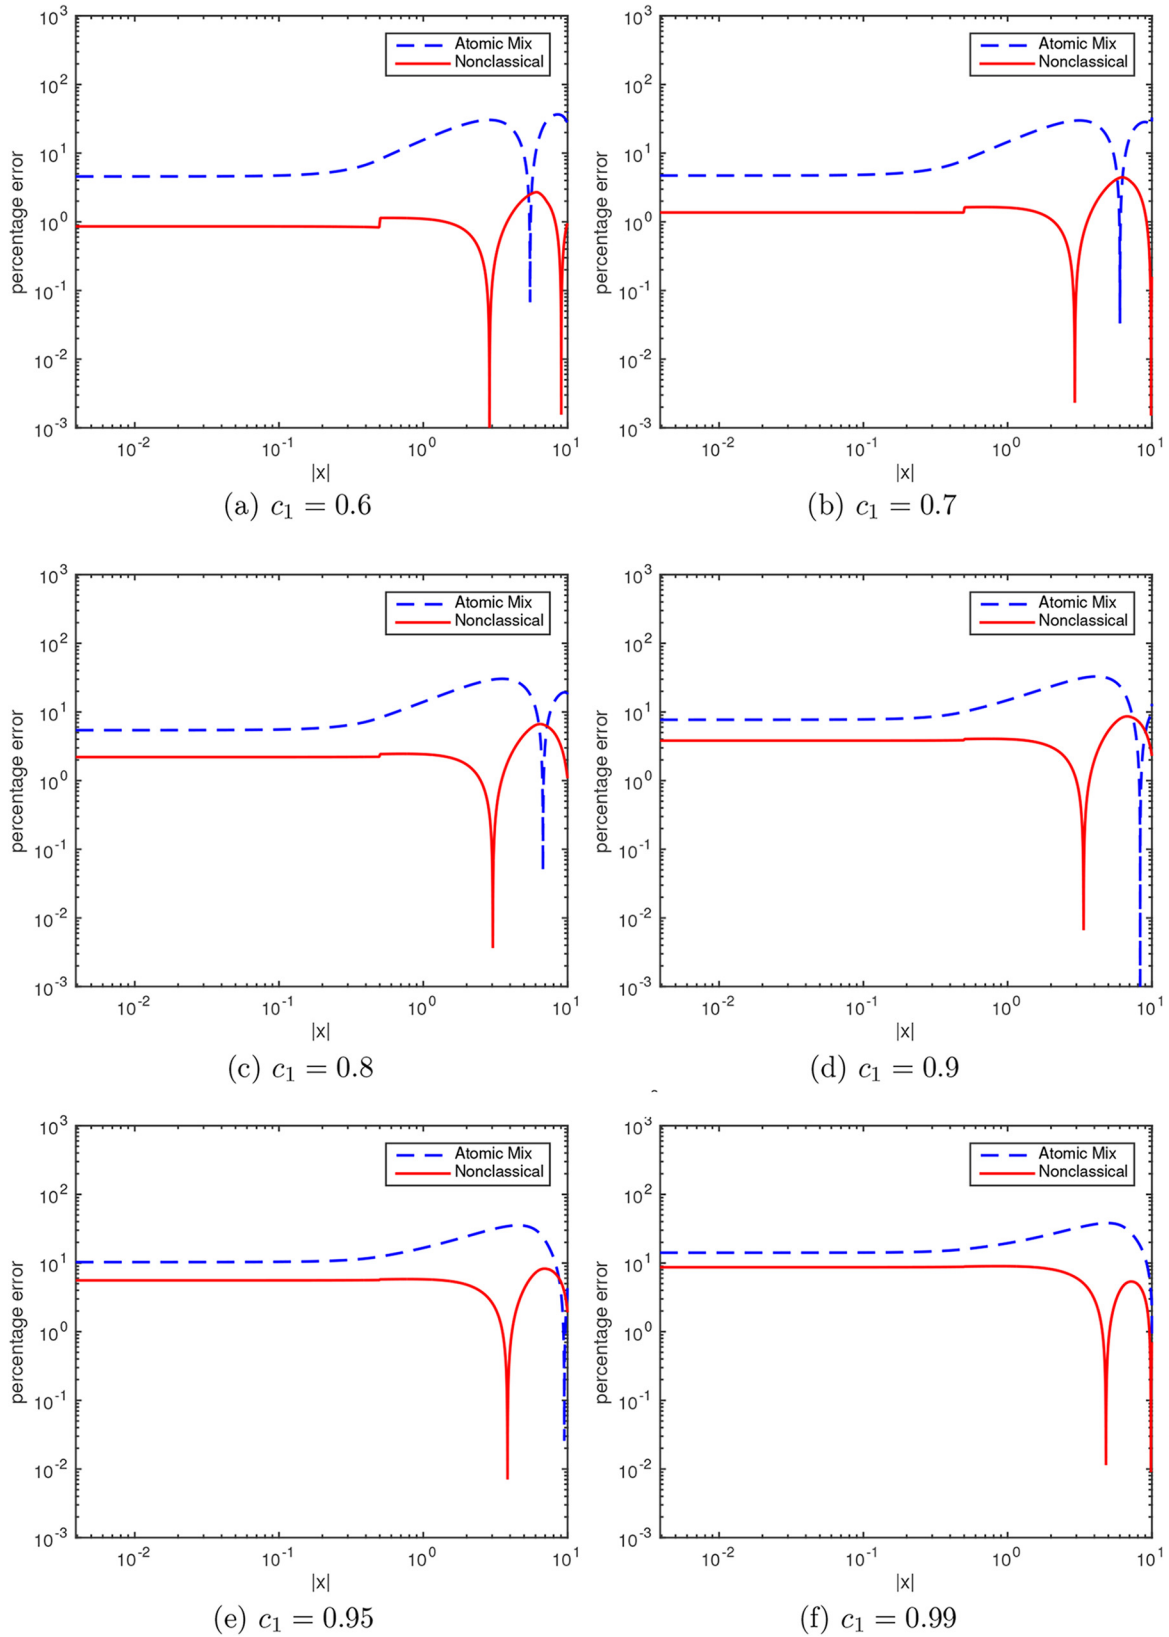 10^3
10^2
10^1
10^0
10^-1
10^-2
10^-3
percentage error
Atomic Mix
Nonclassical
10^-2 10^-1 10^0 10^1
|x|
(a) c₁ = 0.6
10^3
10^2
10^1
10^0
10^-1
10^-2
10^-3
percentage error
Atomic Mix
Nonclassical
10^-2 10^-1 10^0 10^1
|x|
(b) c₁ = 0.7
10^3
10^2
10^1
10^0
10^-1
10^-2
10^-3
percentage error
Atomic Mix
Nonclassical
10^-2 10^-1 10^0 10^1
|x|
(c) c₁ = 0.8
10^3
10^2
10^1
10^0
10^-1
10^-2
10^-3
percentage error
Atomic Mix
Nonclassical
10^-2 10^-1 10^0 10^1
|x|
(d) c₁ = 0.9
10^3
10^2
10^1
10^0
10^-1
10^-2
10^-3
percentage error
Atomic Mix
Nonclassical
10^-2 10^-1 10^0 10^1
|x|
(e) c₁ = 0.95
10^3
10^2
10^1
10^0
10^-1
10^-2
10^-3
percentage error
Atomic Mix
Nonclassical
10^-2 10^-1 10^0 10^1
|x|
(f) c₁ = 0.99